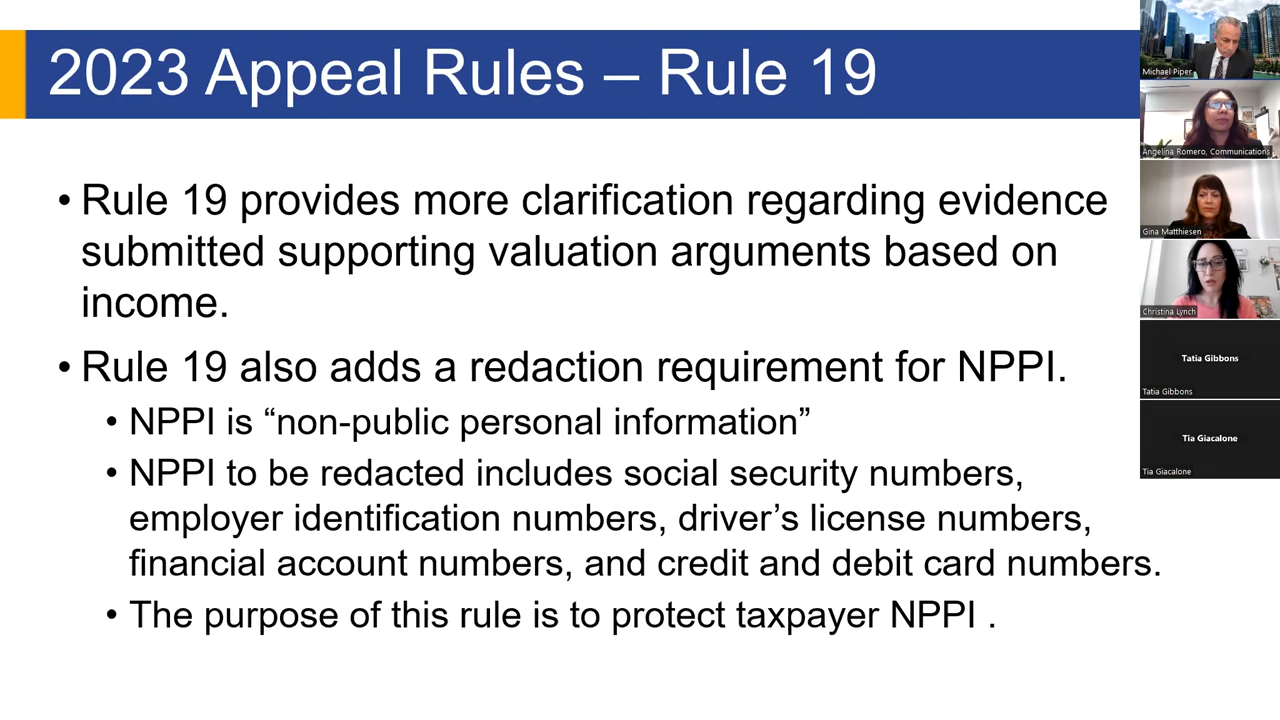 2023 Appeal Rules – Rule 19
• Rule 19 provides more clarification regarding evidence
submitted supporting valuation arguments based on
income.
• Rule 19 also adds a redaction requirement for NPPI.
• NPPI is “non-public personal information”
• NPPI to be redacted includes social security numbers,
employer identification numbers, driver’s license numbers,
financial account numbers, and credit and debit card numbers.
• The purpose of this rule is to protect taxpayer NPPI .
Michael Piper
Angelina Romero, Communications
Gina Matthiesen
Christina Lynch
Tatia Gibbons
Tatia Gibbons
Tia Giacalone
Tia Giacalone